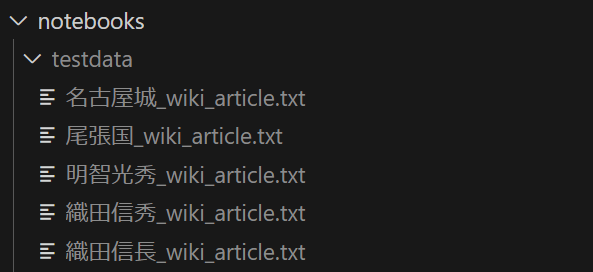 notebooks
testdata
名古屋城_wiki_article.txt
尾張国_wiki_article.txt
明智光秀_wiki_article.txt
織田信秀_wiki_article.txt
織田信長_wiki_article.txt